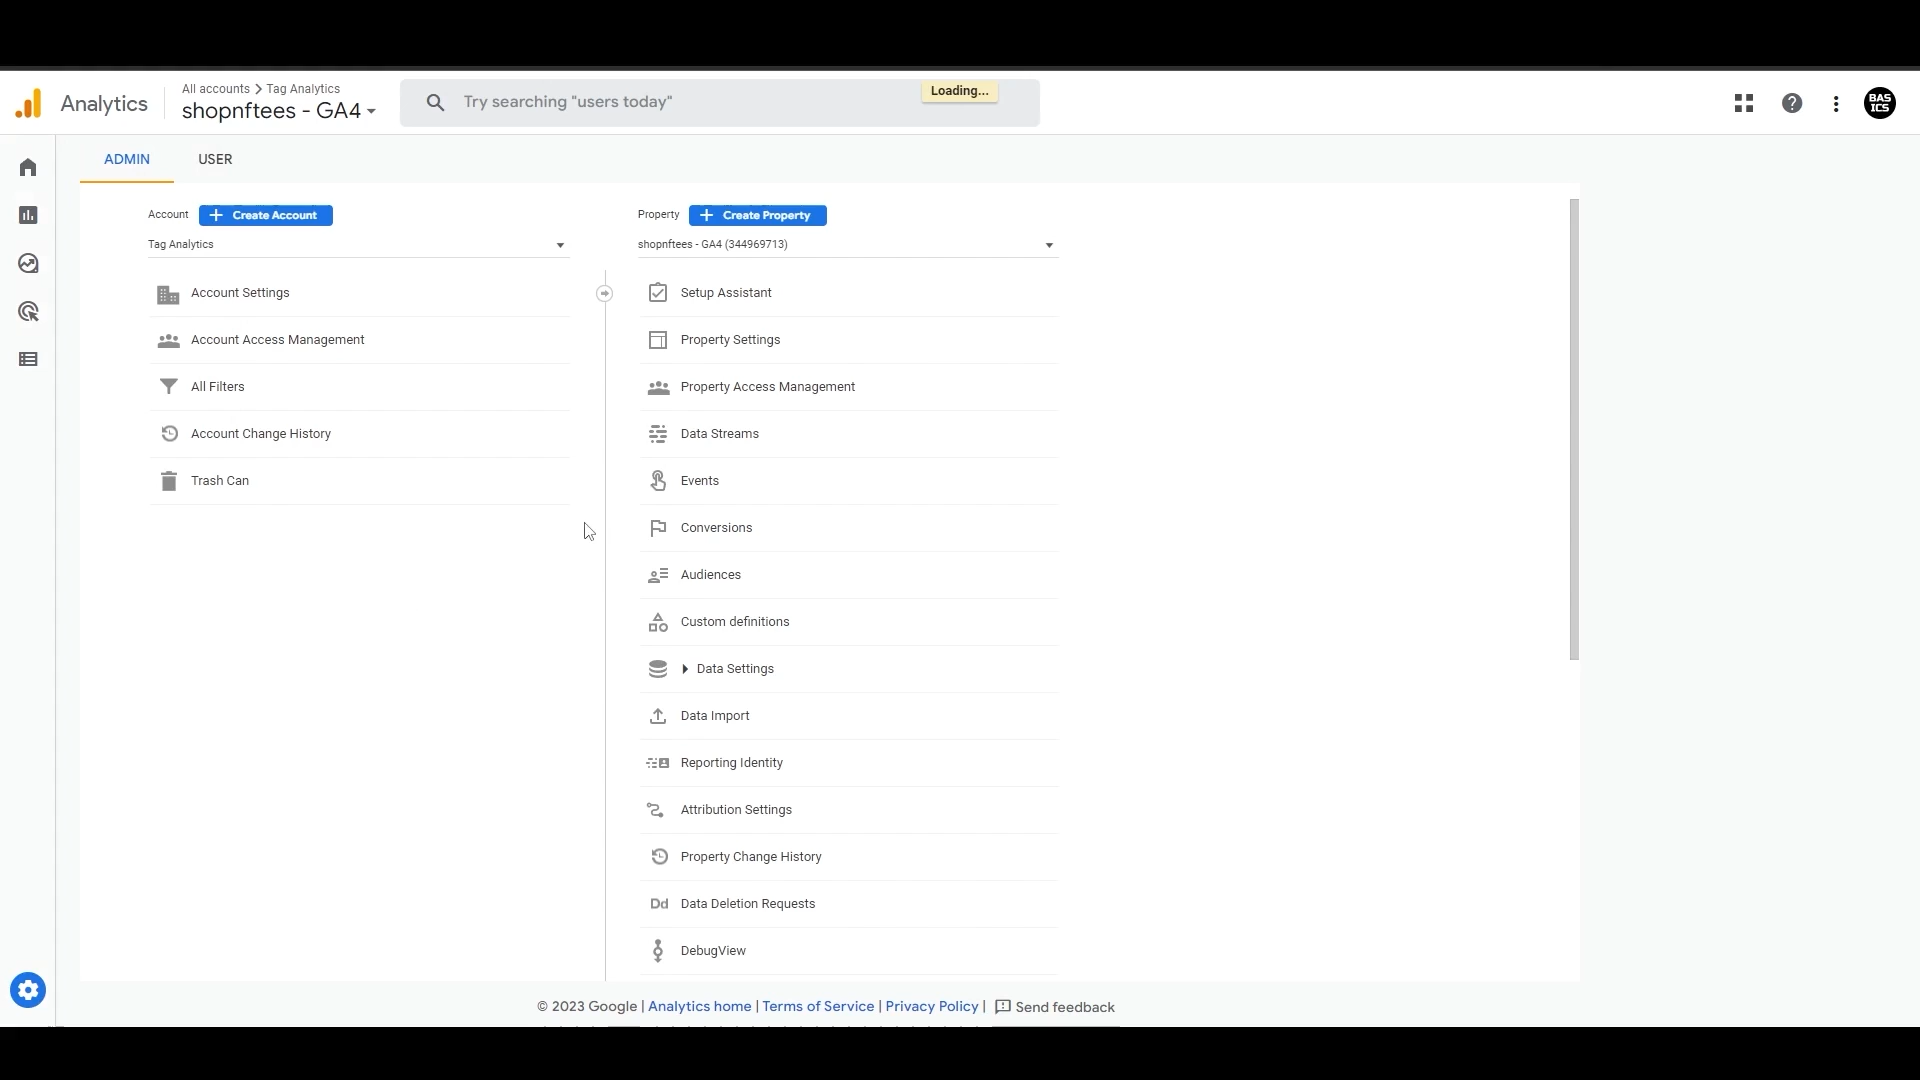 Analytics
All accounts > Tag Analytics
shopnftees - GA4
Try searching "users today"
Loading...
BAS
ICS
ADMIN
USER
Account
Create Account
Tag Analytics
Account Settings
Account Access Management
All Filters
Account Change History
Trash Can
Property
Create Property
shopnftees - GA4 (344969713)
Setup Assistant
Property Settings
Property Access Management
Data Streams
Events
Conversions
Audiences
Custom definitions
Data Settings
Data Import
Reporting Identity
Attribution Settings
Property Change History
Dd Data Deletion Requests
DebugView
© 2023 Google | Analytics home | Terms of Service | Privacy Policy | Send feedback